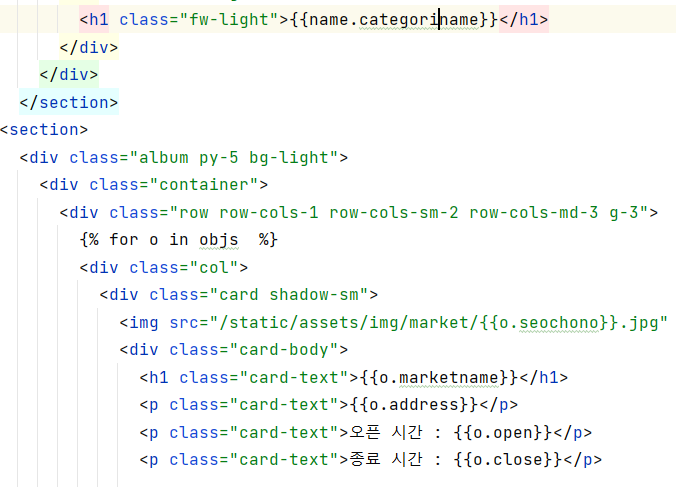 <h1 class="fw-light">{{name.categoriname}}</h1>
</div>
</div>
</section>
<section>
<div class="album py-5 bg-light">
<div class="container">
<div class="row row-cols-1 row-cols-sm-2 row-cols-md-3 g-3">
{% for o in objs  %}
<div class="col">
<div class="card shadow-sm">
<img src="/static/assets/img/market/{{o.seochono}}.jpg"
<div class="card-body">
<h1 class="card-text">{{o.marketname}}</h1>
<p class="card-text">{{o.address}}</p>
<p class="card-text">오픈 시간 : {{o.open}}</p>
<p class="card-text">종료 시간 : {{o.close}}</p>